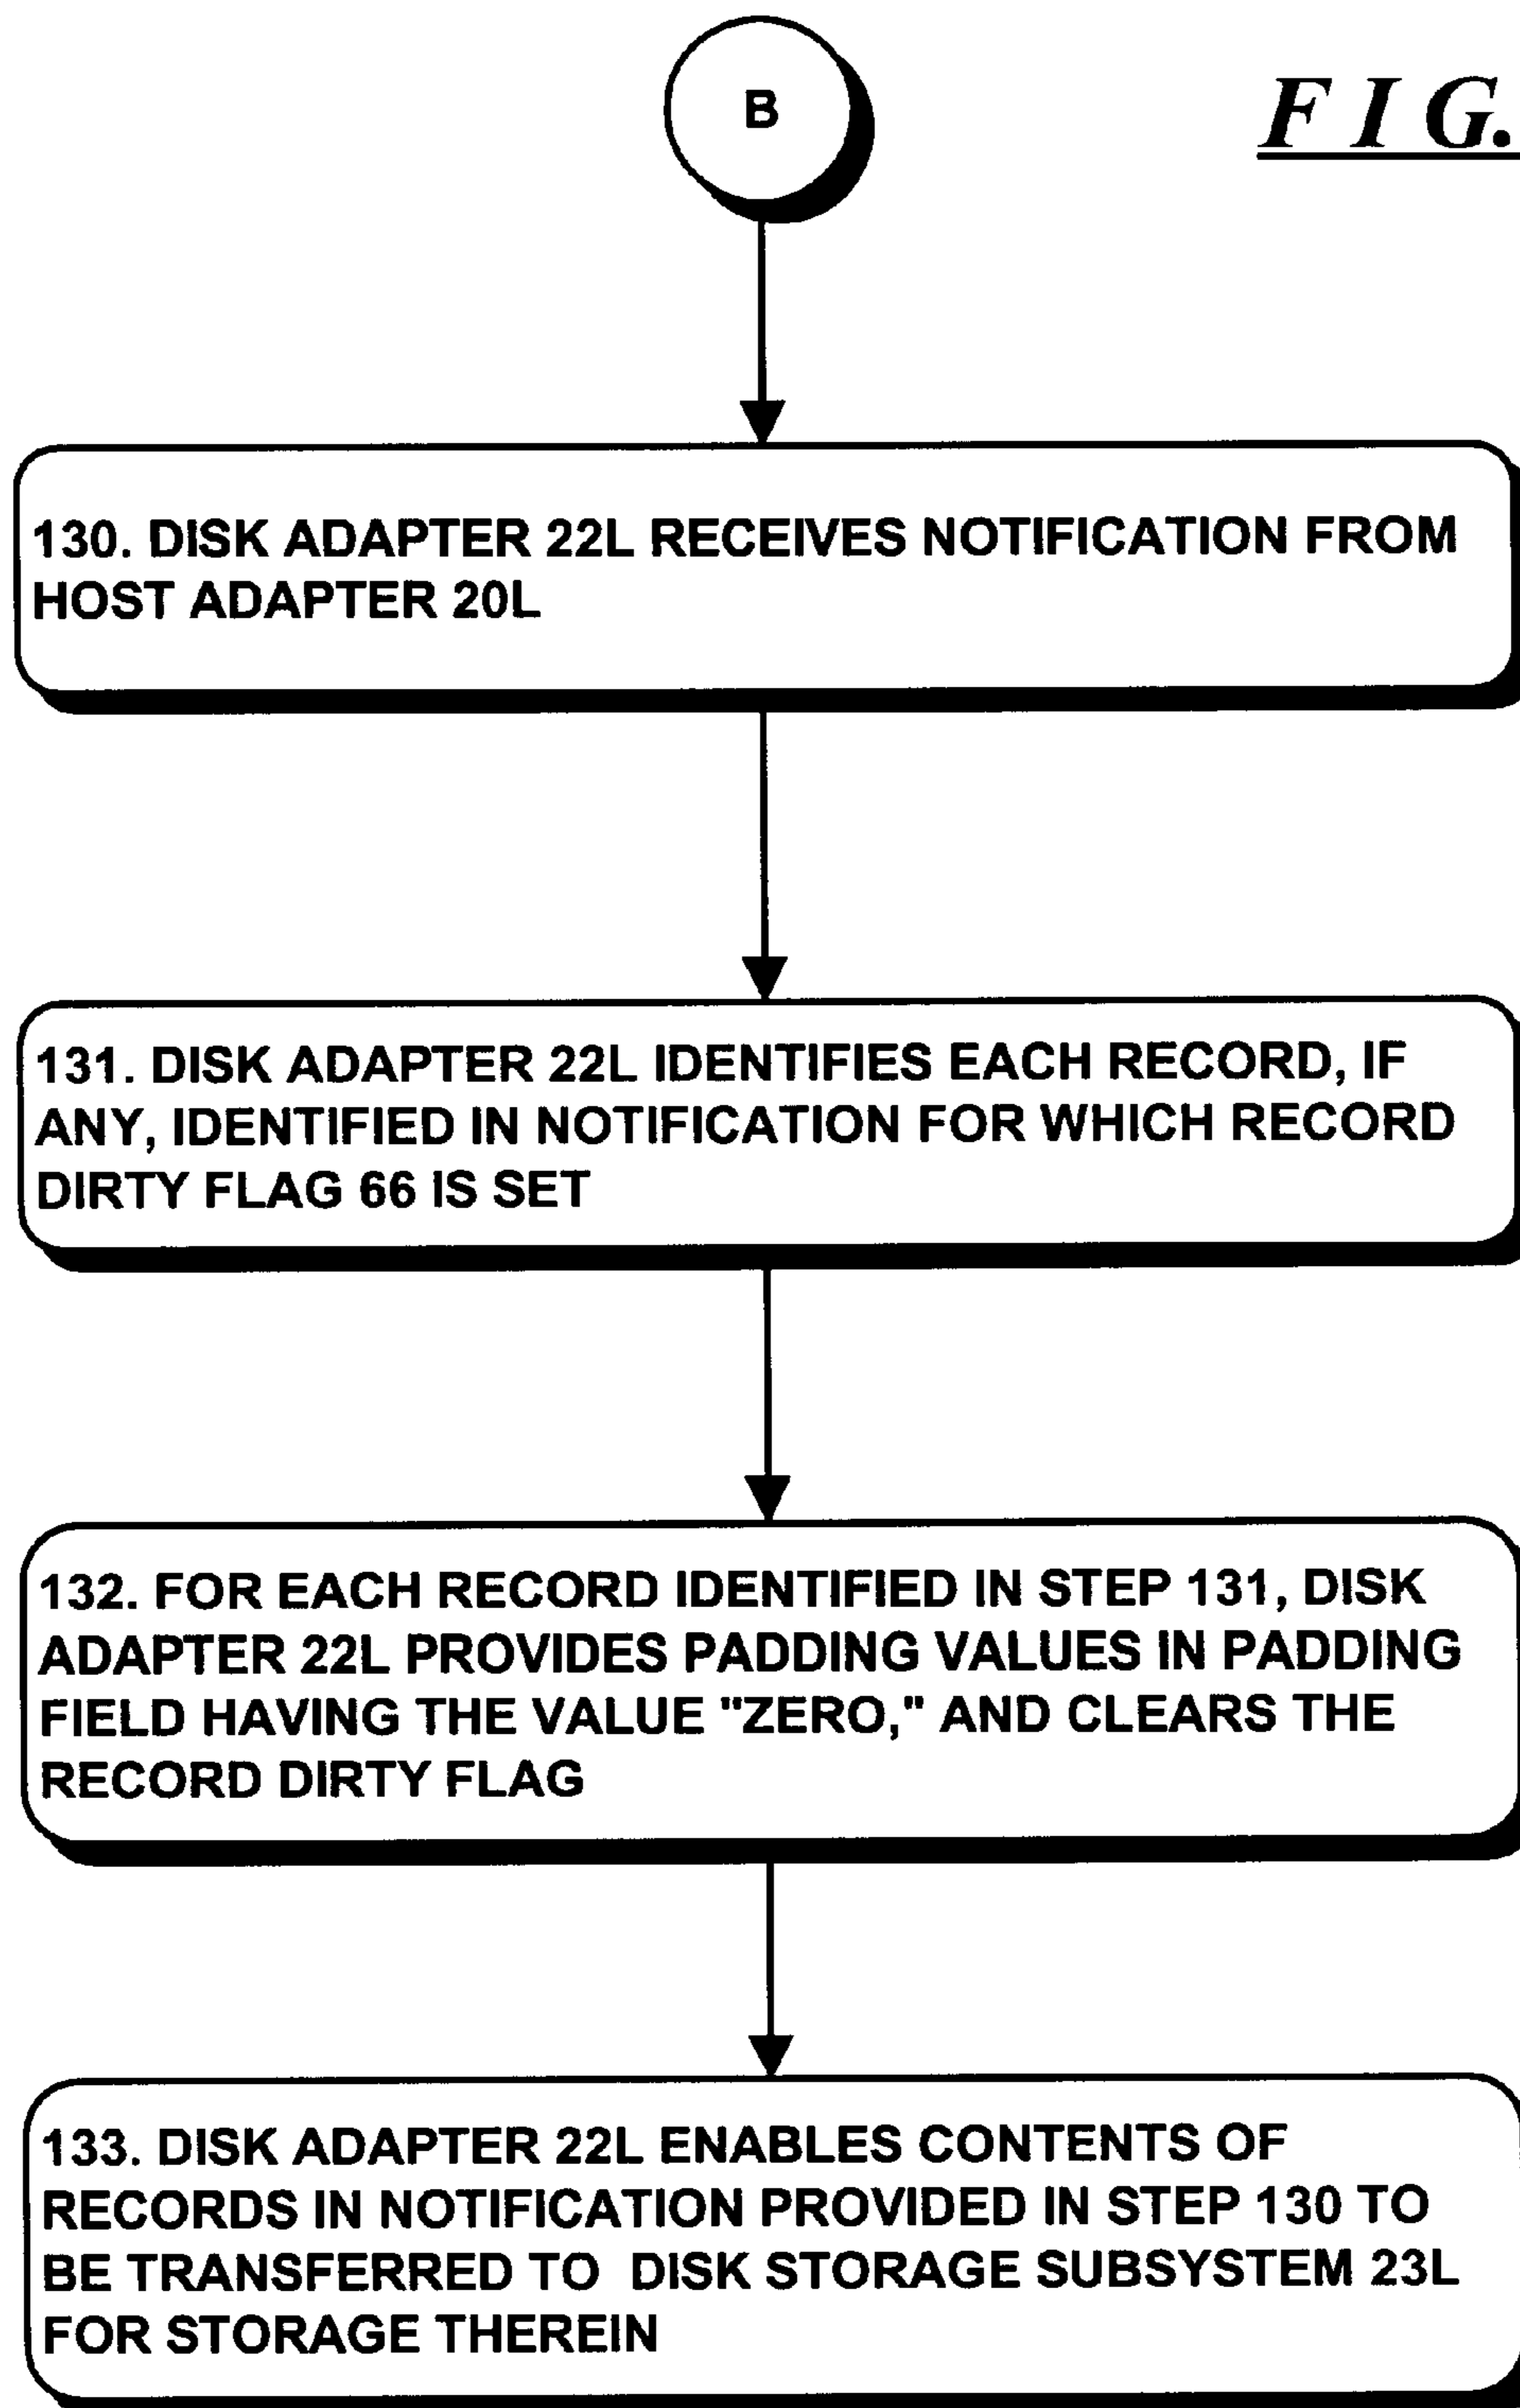 B
F I G.
130. DISK ADAPTER 22L RECEIVES NOTIFICATION FROM
HOST ADAPTER 20L
131. DISK ADAPTER 22L IDENTIFIES EACH RECORD, IF
ANY, IDENTIFIED IN NOTIFICATION FOR WHICH RECORD
DIRTY FLAG 66 IS SET
132. FOR EACH RECORD IDENTIFIED IN STEP 131, DISK
ADAPTER 22L PROVIDES PADDING VALUES IN PADDING
FIELD HAVING THE VALUE "ZERO," AND CLEARS THE
RECORD DIRTY FLAG
133. DISK ADAPTER 22L ENABLES CONTENTS OF
RECORDS IN NOTIFICATION PROVIDED IN STEP 130 TO
BE TRANSFERRED TO DISK STORAGE SUBSYSTEM 23L
FOR STORAGE THEREIN